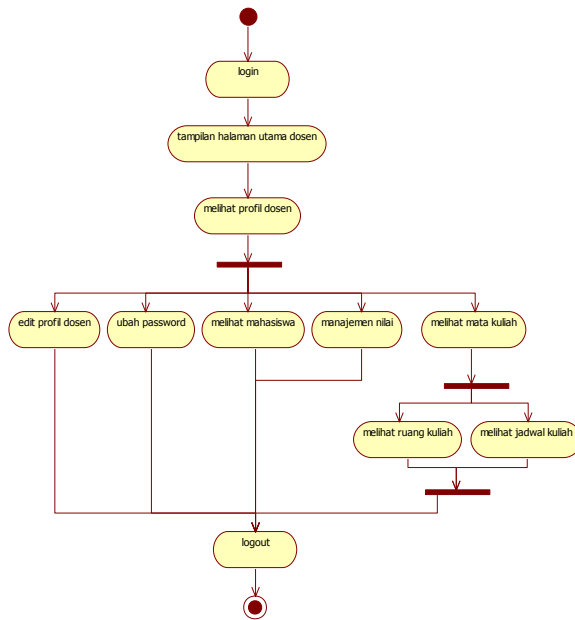 login
tampilan halaman utama dosen
melihat profil dosen
edit profil dosen
ubah password
melihat mahasiswa
manajemen nilai
melihat mata kuliah
melihat ruang kuliah
melihat jadwal kuliah
logout